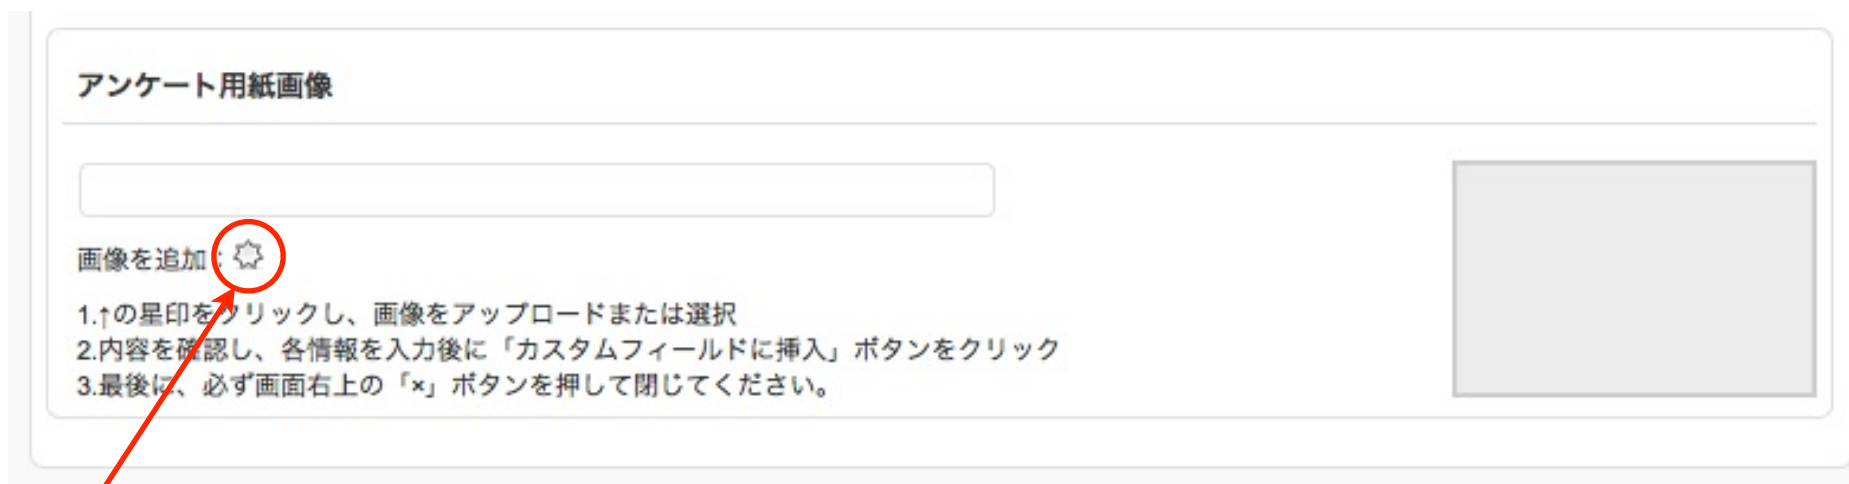 アンケート用紙画像
画像を追加 :
1.↑の星印をクリックし、画像をアップロードまたは選択
2.内容を確認し、各情報を入力後に「カスタムフィールドに挿入」ボタンをクリック
3.最後に、必ず画面右上の「×」ボタンを押して閉じてください。